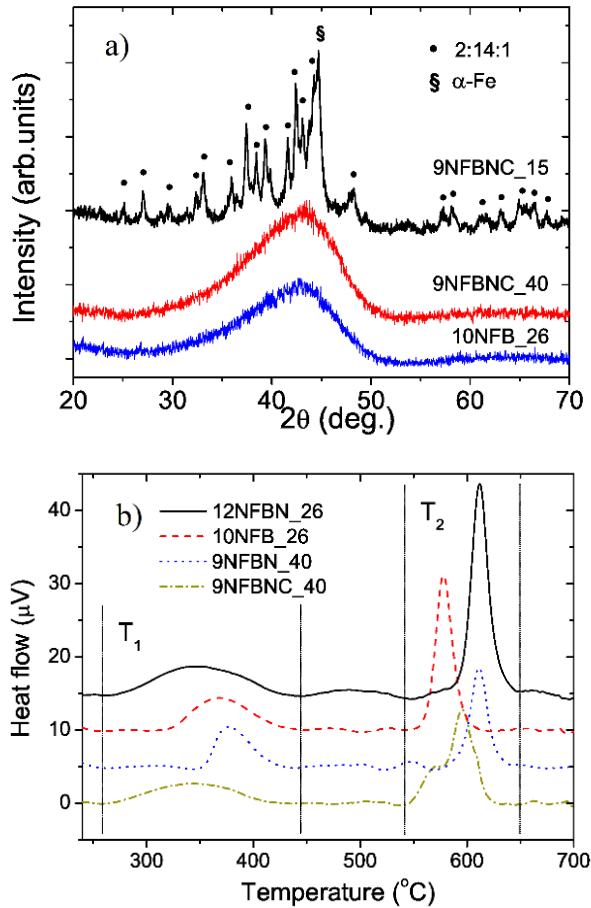 a)
§
• 2:14:1
§ α-Fe
9NFBNC_15
9NFBNC_40
10NFB_26
Intensity (arb.units)
20 30 40 50 60 70
2θ (deg.)
b)
12NFBN_26
10NFB_26
9NFBN_40
9NFBNC_40
T₁
T₂
Heat flow (μV)
40
30
20
10
0
300 400 500 600 700
Temperature (°C)